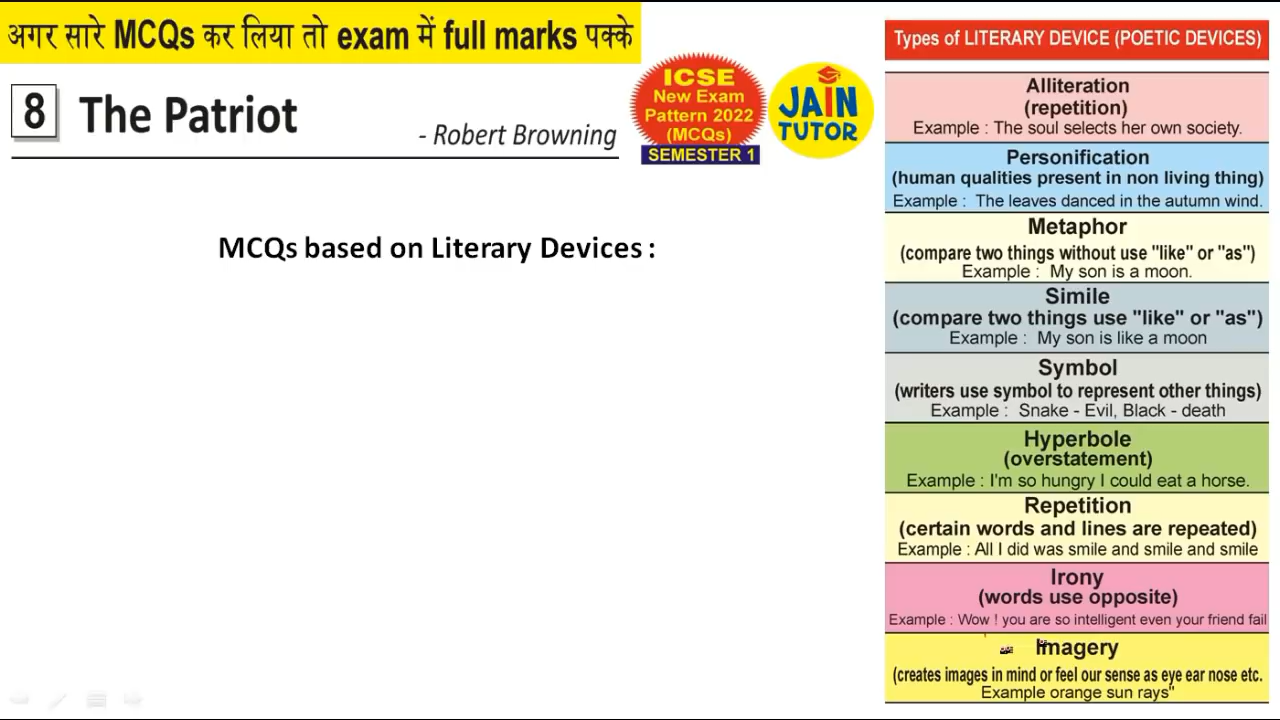 अगर सारे MCQs कर लिया तो exam में full marks पक्के
8 The Patriot
- Robert Browning
ICSE
New Exam
Pattern 2022
(MCQs)
SEMESTER 1
JAIN
TUTOR
MCQs based on Literary Devices :
Types of LITERARY DEVICE (POETIC DEVICES)
Alliteration
(repetition)
Example : The soul selects her own society.
Personification
(human qualities present in non living thing)
Example : The leaves danced in the autumn wind.
Metaphor
(compare two things without use "like" or "as")
Example : My son is a moon.
Simile
(compare two things use "like" or "as")
Example : My son is like a moon
Symbol
(writers use symbol to represent other things)
Example : Snake - Evil, Black - death
Hyperbole
(overstatement)
Example : I'm so hungry I could eat a horse.
Repetition
(certain words and lines are repeated)
Example : All I did was smile and smile and smile
Irony
(words use opposite)
Example : Wow ! you are so intelligent even your friend fail
Imagery
(creates images in mind or feel our sense as eye ear nose etc.
Example orange sun rays"